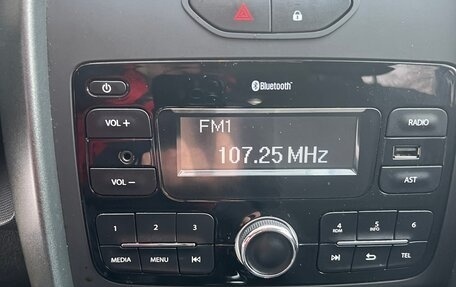 Bluetooth
VOL +
RADIO
FM1
107.25 MHz
VOL −
AST
1 2 3
4 RDM 5 INFO 6
MEDIA MENU
TEL